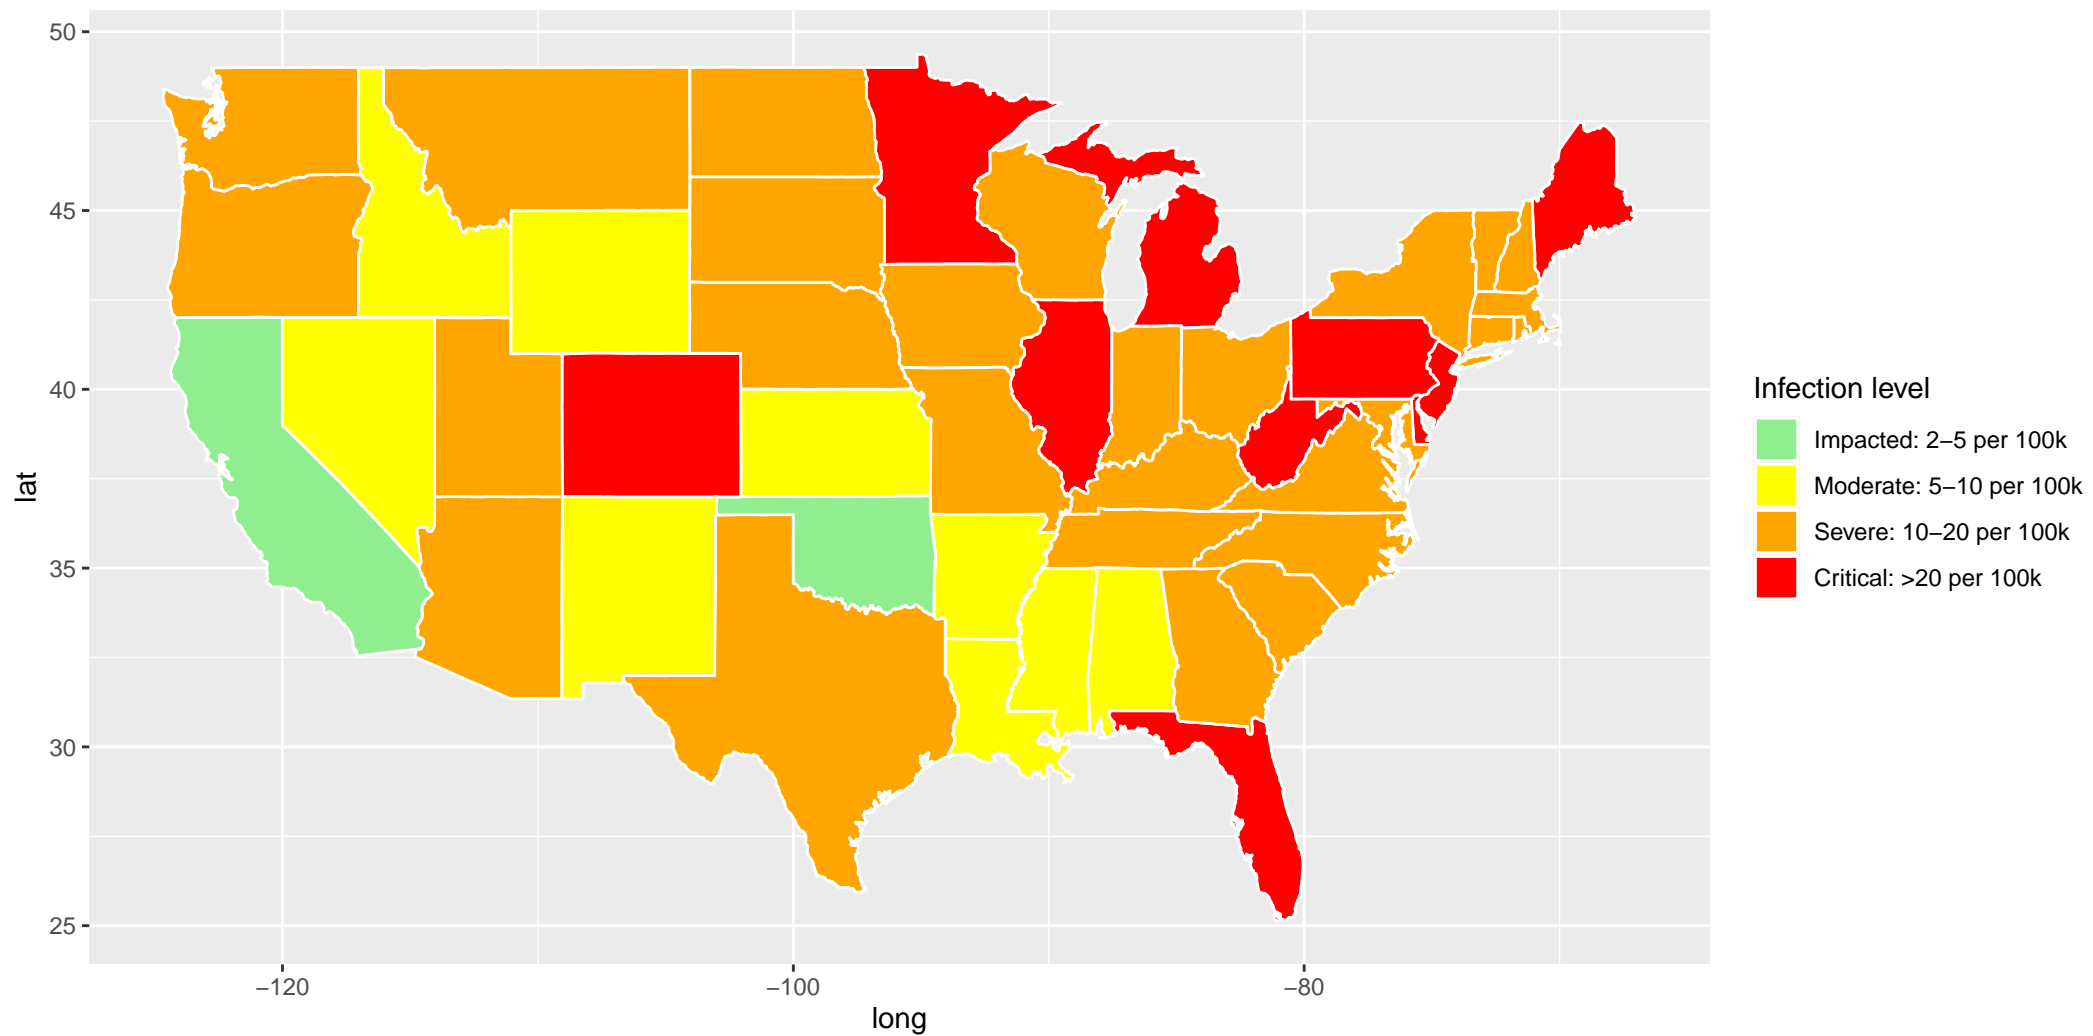 50
45
40
35
30
25
lat
−120
−100
−80
long
Infection level
Impacted: 2−5 per 100k
Moderate: 5−10 per 100k
Severe: 10−20 per 100k
Critical: >20 per 100k